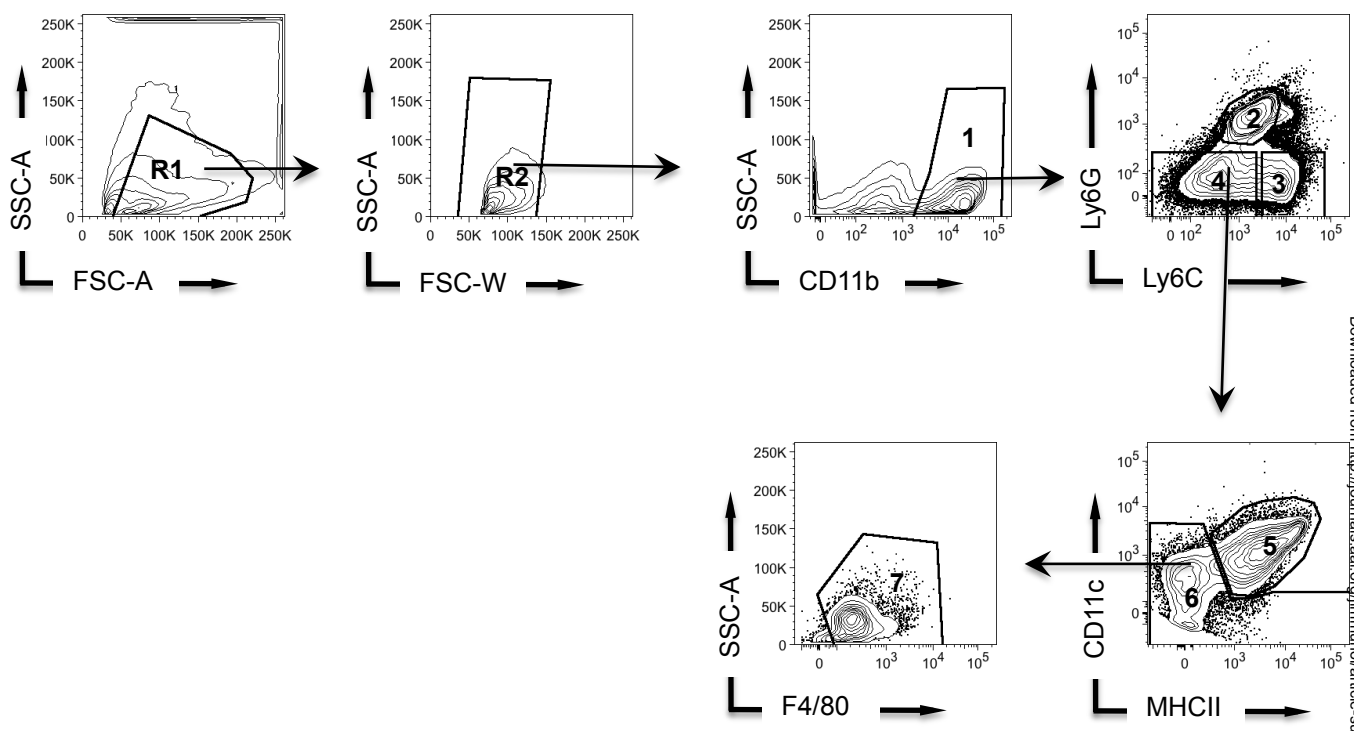 250K
200K
150K
100K
50K
0
SSC-A
R1
0 50K 100K 150K 200K 250K
FSC-A
250K
200K
150K
100K
50K
0
SSC-A
R2
0 50K 100K 150K 200K 250K
FSC-W
250K
200K
150K
100K
50K
0
SSC-A
1
0 10² 10³ 10⁴ 10⁵
CD11b
10⁵
10⁴
10³
10²
0
Ly6G
2
4
3
0 10² 10³ 10⁴ 10⁵
Ly6C
250K
200K
150K
100K
50K
0
SSC-A
7
0 10³ 10⁴ 10⁵
F4/80
10⁵
10⁴
10³
0
CD11c
5
6
0 10³ 10⁴ 10⁵
MHCII